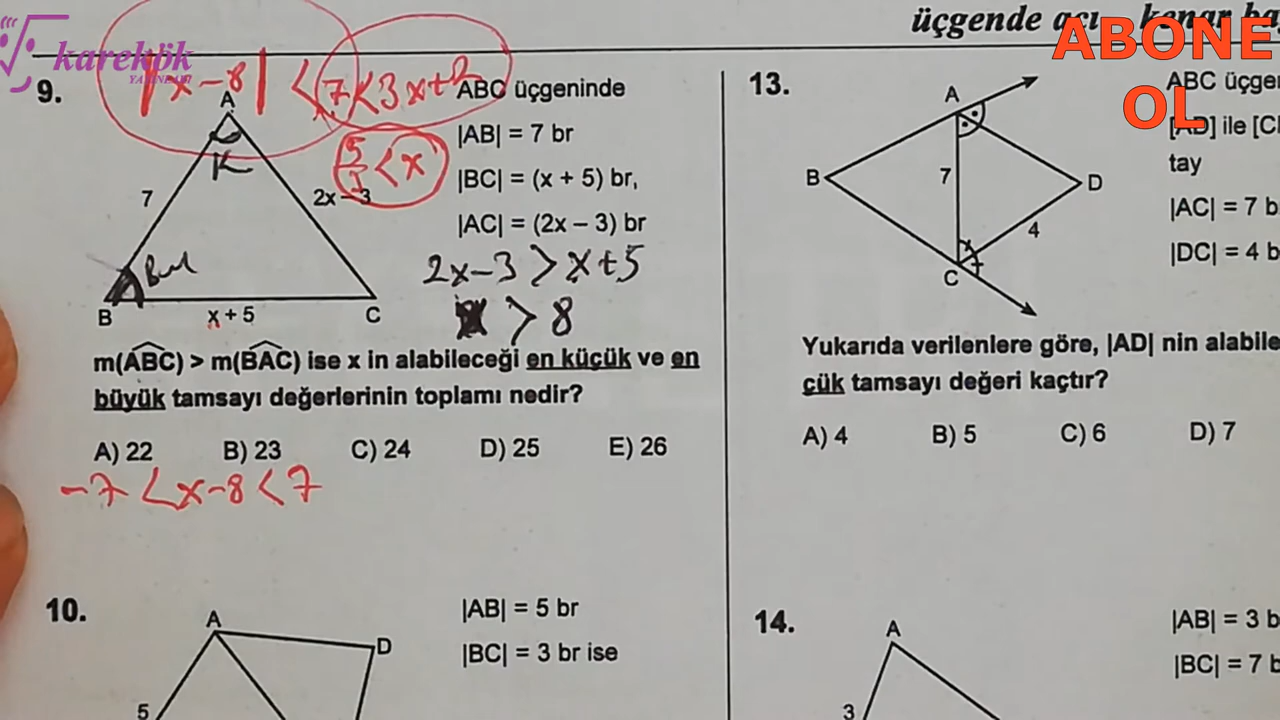 üçgende açı - kenar
ABONE
OL
karekök
YAYINLARI
|x-8| < 7 < 3x+2
9.
ABC üçgeninde
|AB| = 7 br
|BC| = (x + 5) br,
|AC| = (2x – 3) br
5/3 < x
A
K
7
2x – 3
Büy
B
x + 5
C
2x-3 > x+5
x > 8
m(ABC) > m(BAC) ise x in alabileceği en küçük ve en
büyük tamsayı değerlerinin toplamı nedir?
A) 22 B) 23 C) 24 D) 25 E) 26
-7 < x-8 < 7
10.
|AB| = 5 br
|BC| = 3 br ise
A
D
5
13.
ABC
[AD] ile
tay
|AC| = 7
|DC| = 4
A
B
7
D
4
C
x
Yukarıda verilenlere göre, |AD| nin
tamsayı değeri kaçtır?
A) 4 B) 5 C) 6 D) 7
14.
|AB| = 3
|BC| = 7
A
3